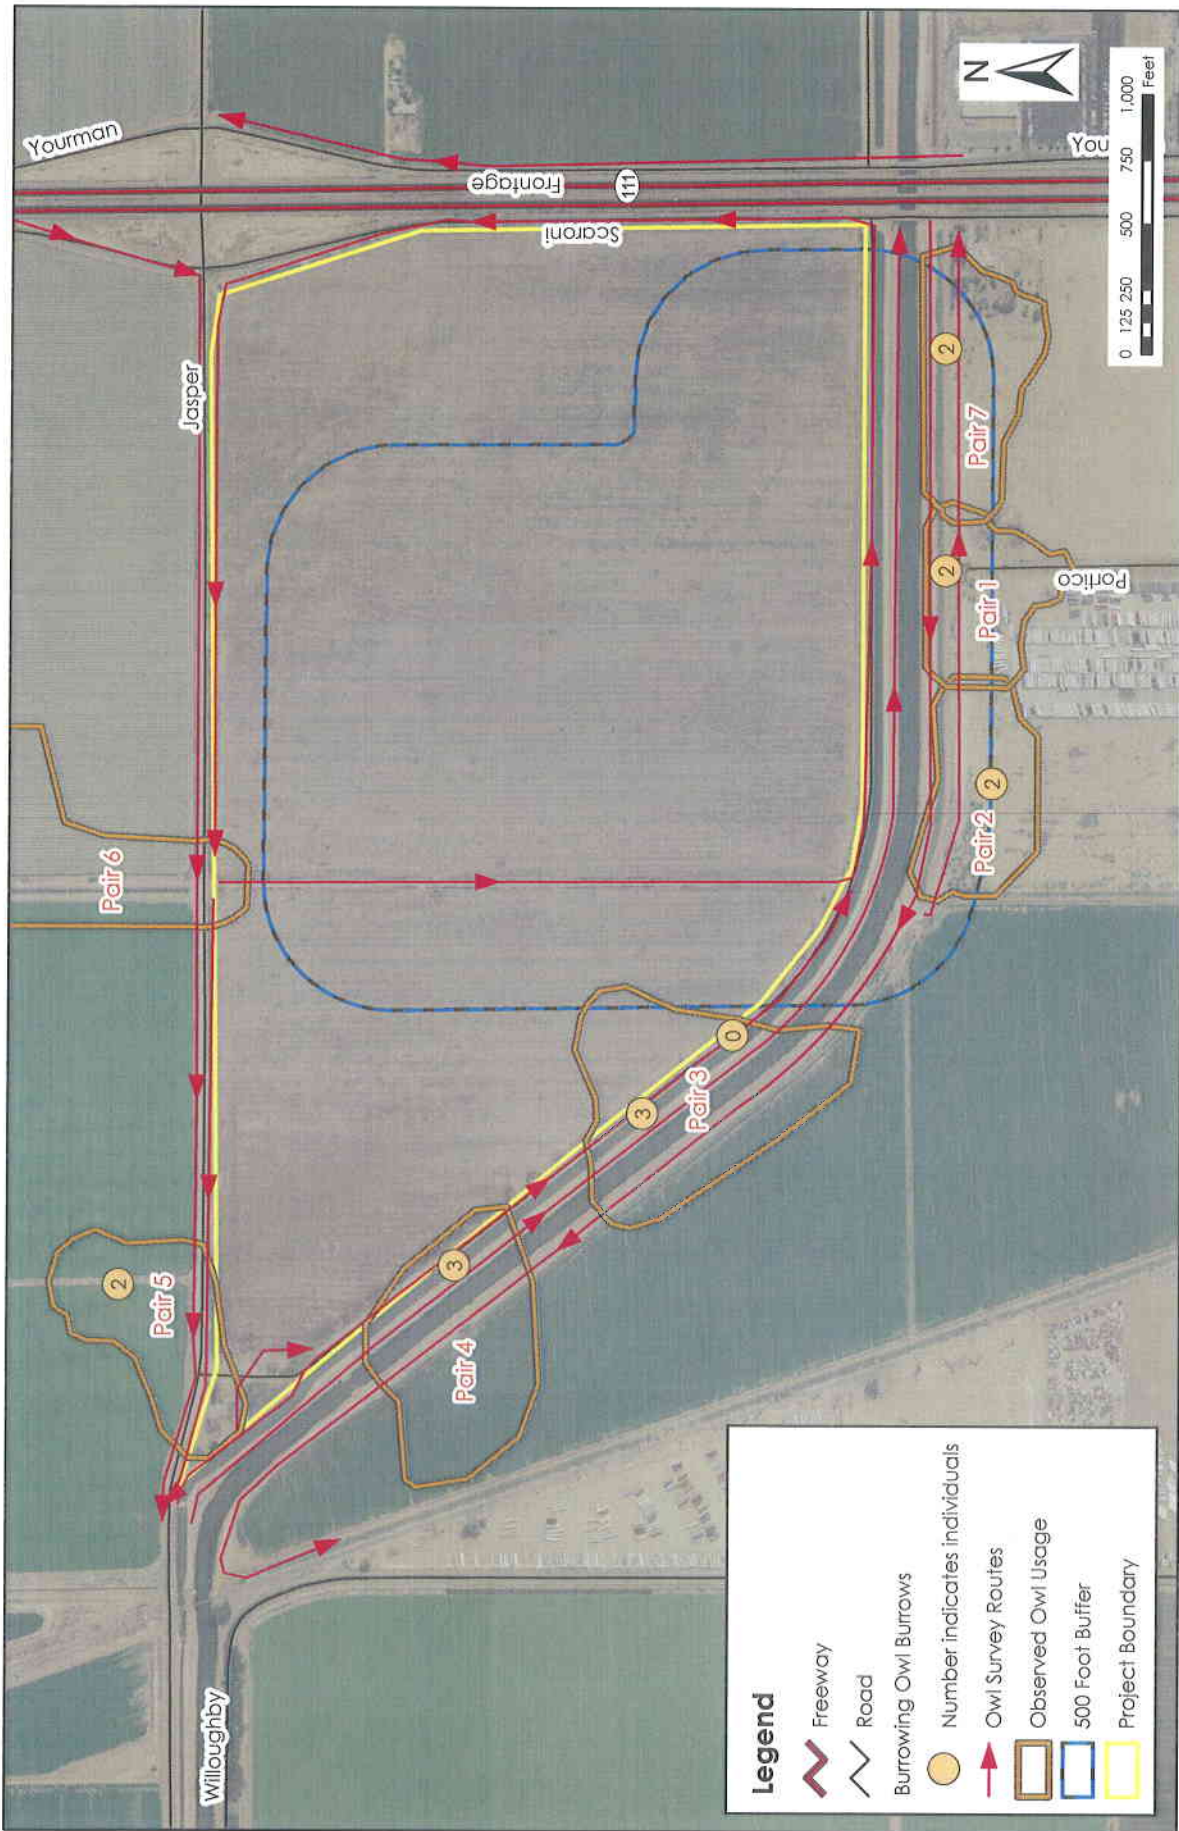 Yourman
Frontage
111
Scaroni
Jasper
N
You
0 125 250 500 750 1,000
Feet
Pair 6
Pair 5
2
Pair 4
3
Pair 3
3
0
Pair 2
2
Pair 1
2
Portico
Pair 7
2
Willoughby
Legend
Freeway
Road
Burrowing Owl Burrows
Number indicates individuals
Owl Survey Routes
Observed Owl Usage
500 Foot Buffer
Project Boundary